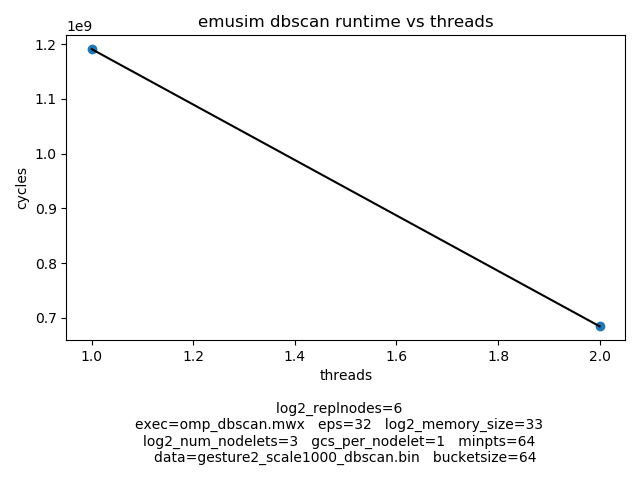 emusim dbscan runtime vs threads
1e9
1.2
1.1
1.0
0.9
0.8
0.7
cycles
1.0 1.2 1.4 1.6 1.8 2.0
threads
log2_replnodes=6
exec=omp_dbscan.mwx eps=32 log2_memory_size=33
log2_num_nodelets=3 gcs_per_nodelet=1 minpts=64
data=gesture2_scale1000_dbscan.bin bucketsize=64